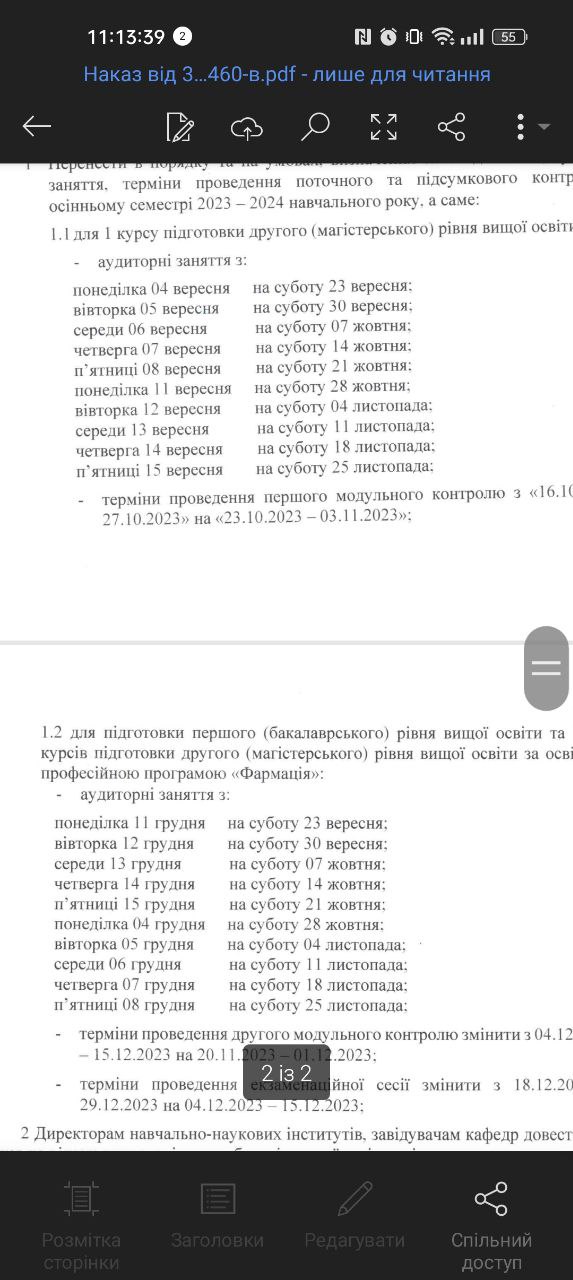 11:13:39 2 55
Наказ від 3...460-в.pdf - лише для читання
1 Перенести в порядку та на умовах,
заняття, терміни проведення поточного та підсумкового контр
осінньому семестрі 2023 – 2024 навчального року, а саме:
1.1 для 1 курсу підготовки другого (магістерського) рівня вищої освіти
- аудиторні заняття з:
понеділка 04 вересня на суботу 23 вересня;
вівторка 05 вересня на суботу 30 вересня;
середи 06 вересня на суботу 07 жовтня;
четверга 07 вересня на суботу 14 жовтня;
п’ятниці 08 вересня на суботу 21 жовтня;
понеділка 11 вересня на суботу 28 жовтня;
вівторка 12 вересня на суботу 04 листопада;
середи 13 вересня на суботу 11 листопада;
четверга 14 вересня на суботу 18 листопада;
п’ятниці 15 вересня на суботу 25 листопада;
- терміни проведення першого модульного контролю з «16.10
27.10.2023» на «23.10.2023 – 03.11.2023»;
1.2 для підготовки першого (бакалаврського) рівня вищої освіти та
курсів підготовки другого (магістерського) рівня вищої освіти за осві
професійною програмою «Фармація»:
- аудиторні заняття з:
понеділка 11 грудня на суботу 23 вересня;
вівторка 12 грудня на суботу 30 вересня;
середи 13 грудня на суботу 07 жовтня;
четверга 14 грудня на суботу 14 жовтня;
п’ятниці 15 грудня на суботу 21 жовтня;
понеділка 04 грудня на суботу 28 жовтня;
вівторка 05 грудня на суботу 04 листопада;
середи 06 грудня на суботу 11 листопада;
четверга 07 грудня на суботу 18 листопада;
п’ятниці 08 грудня на суботу 25 листопада;
- терміни проведення другого модульного контролю змінити з 04.12
– 15.12.2023 на 20.11.2023 – 01.12.2023;
2 із 2
- терміни проведення екзаменаційної сесії змінити з 18.12.20
29.12.2023 на 04.12.2023 – 15.12.2023;
2 Директорам навчально-наукових інститутів, завідувачам кафедр довест
Розмітка сторінки
Заголовки
Редагувати
Спільний доступ